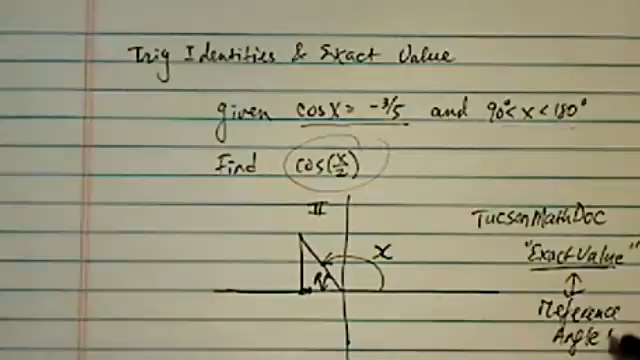 Trig Identities & Exact Value
given cosx = -3/5 and 90° < x < 180°
Find cos(x/2)
II
TucsonMathDoc
x
"Exact Value"
Reference
Angle